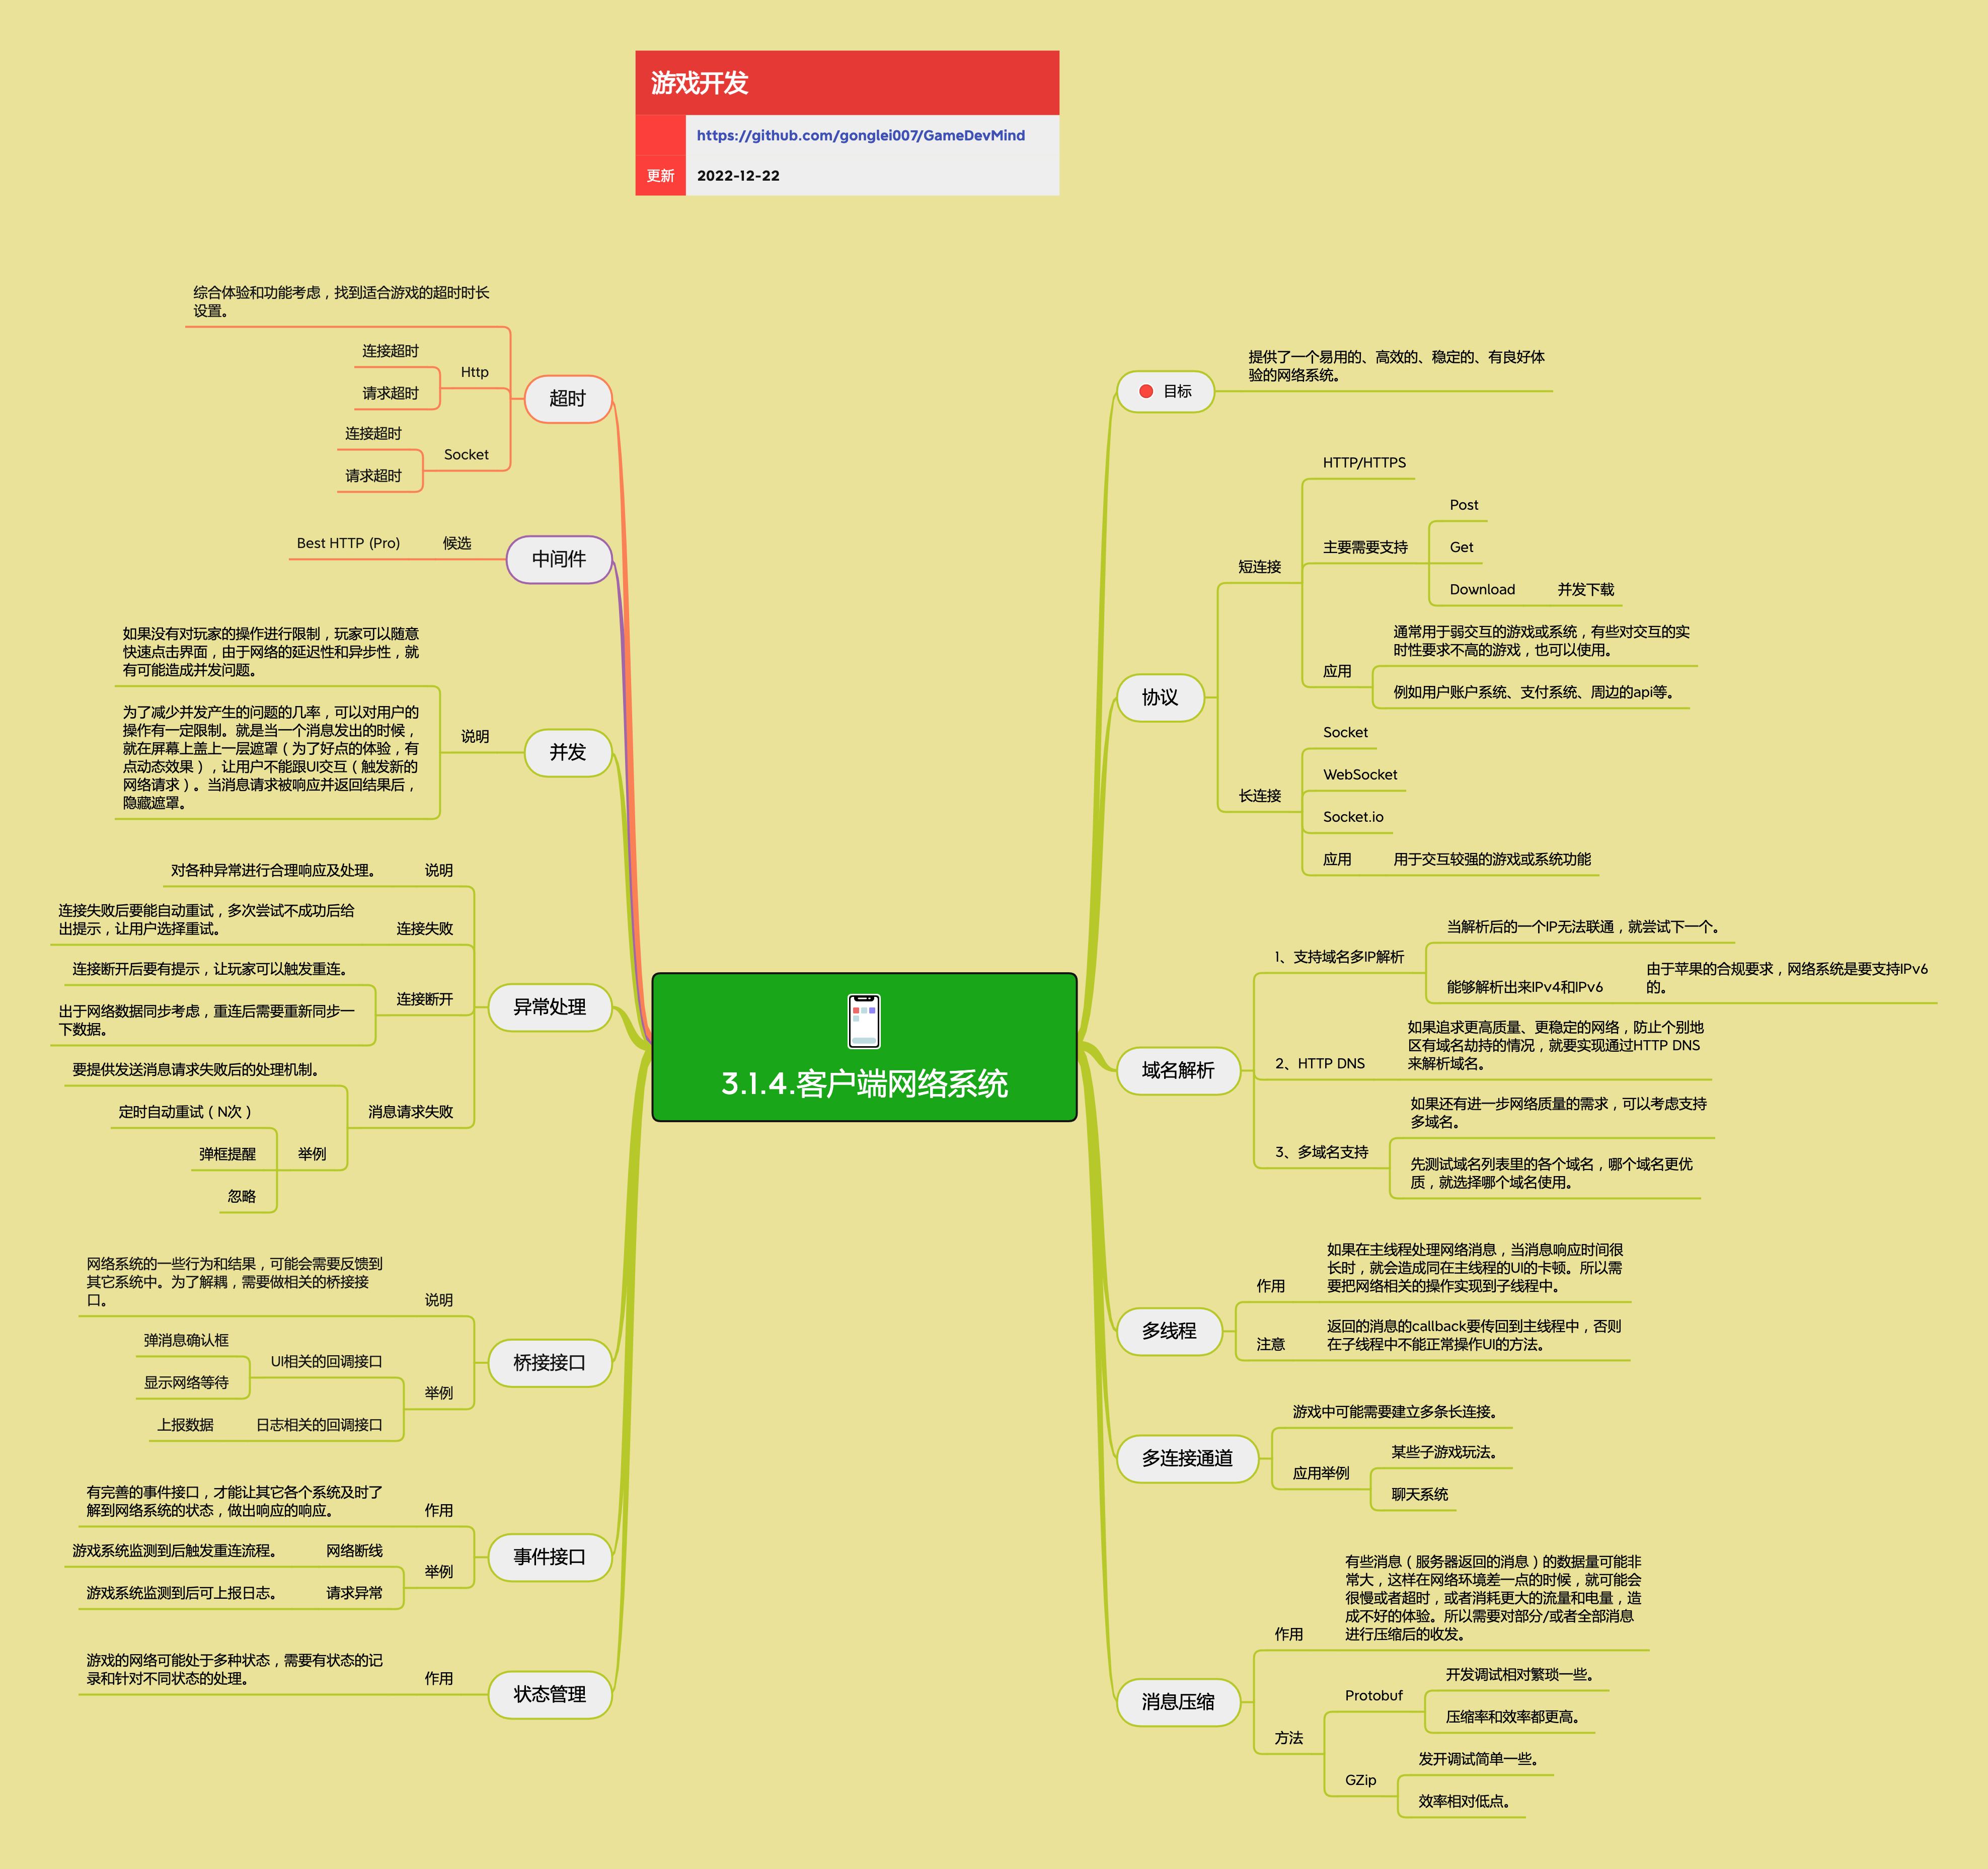 游戏开发
https://github.com/gonglei007/GameDevMind
更新
2022-12-22
3.1.4.客户端网络系统
目标
提供了一个易用的、高效的、稳定的、有良好体
验的网络系统。
协议
短连接
HTTP/HTTPS
主要需要支持
Post
Get
Download
并发下载
应用
通常用于弱交互的游戏或系统，有些对交互的实
时性要求不高的游戏，也可以使用。
例如用户账户系统、支付系统、周边的api等。
长连接
Socket
WebSocket
Socket.io
应用
用于交互较强的游戏或系统功能
域名解析
1、支持域名多IP解析
当解析后的一个IP无法联通，就尝试下一个。
能够解析出来IPv4和IPv6
由于苹果的合规要求，网络系统是要支持IPv6
的。
2、HTTP DNS
如果追求更高质量、更稳定的网络，防止个别地
区有域名劫持的情况，就要实现通过HTTP DNS
来解析域名。
3、多域名支持
如果还有进一步网络质量的需求，可以考虑支持
多域名。
先测试域名列表里的各个域名，哪个域名更优
质，就选择哪个域名使用。
多线程
作用
如果在主线程处理网络消息，当消息响应时间很
长时，就会造成同在主线程的UI的卡顿。所以需
要把网络相关的操作实现到子线程中。
注意
返回的消息的callback要传回到主线程中，否则
在子线程中不能正常操作UI的方法。
多连接通道
游戏中可能需要建立多条长连接。
应用举例
某些子游戏玩法。
聊天系统
消息压缩
作用
有些消息（服务器返回的消息）的数据量可能非
常大，这样在网络环境差一点的时候，就可能会
很慢或者超时，或者消耗更大的流量和电量，造
成不好的体验。所以需要对部分/或者全部消息
进行压缩后的收发。
方法
Protobuf
开发调试相对繁琐一些。
压缩率和效率都更高。
GZip
发开调试简单一些。
效率相对低点。
超时
综合体验和功能考虑，找到适合游戏的超时时长
设置。
Http
连接超时
请求超时
Socket
连接超时
请求超时
中间件
候选
Best HTTP (Pro)
并发
说明
如果没有对玩家的操作进行限制，玩家可以随意
快速点击界面，由于网络的延迟性和异步性，就
有可能造成并发问题。
为了减少并发产生的问题的几率，可以对用户的
操作有一定限制。就是当一个消息发出的时候，
就在屏幕上盖上一层遮罩（为了好点的体验，有
点动态效果），让用户不能跟UI交互（触发新的
网络请求）。当消息请求被响应并返回结果后，
隐藏遮罩。
异常处理
说明
对各种异常进行合理响应及处理。
连接失败
连接失败后要能自动重试，多次尝试不成功后给
出提示，让用户选择重试。
连接断开
连接断开后要有提示，让玩家可以触发重连。
出于网络数据同步考虑，重连后需要重新同步一
下数据。
消息请求失败
要提供发送消息请求失败后的处理机制。
举例
定时自动重试（N次）
弹框提醒
忽略
桥接接口
说明
网络系统的一些行为和结果，可能会需要反馈到
其它系统中。为了解耦，需要做相关的桥接接
口。
举例
UI相关的回调接口
弹消息确认框
显示网络等待
日志相关的回调接口
上报数据
事件接口
作用
有完善的事件接口，才能让其它各个系统及时了
解到网络系统的状态，做出响应的响应。
举例
网络断线
游戏系统监测到后触发重连流程。
请求异常
游戏系统监测到后可上报日志。
状态管理
作用
游戏的网络可能处于多种状态，需要有状态的记
录和针对不同状态的处理。